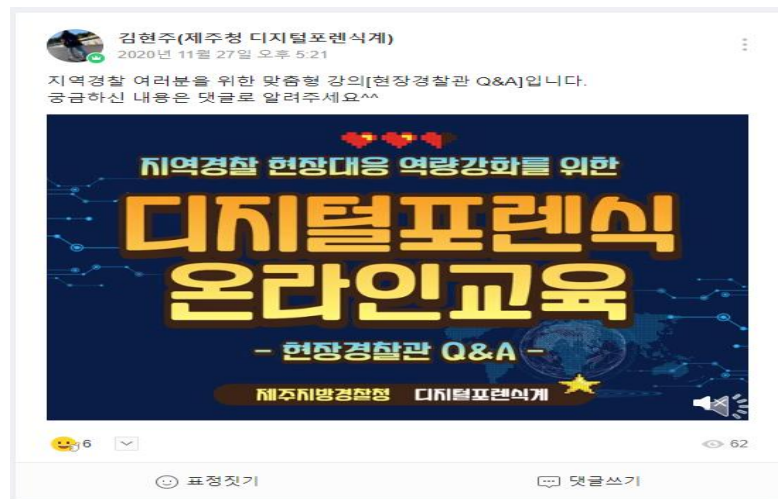 김현주(제주청 디지털포렌식계)
2020년 11월 27일 오후 5:21
지역경찰 여러분을 위한 맞춤형 강의[현장경찰관 Q&A]입니다.
궁금하신 내용은 댓글로 알려주세요^^
지역경찰 현장대응 역량강화를 위한
디지털포렌식
온라인교육
- 현장경찰관 Q&A -
제주지방경찰청 디지털포렌식계
6
62
표정짓기
댓글쓰기